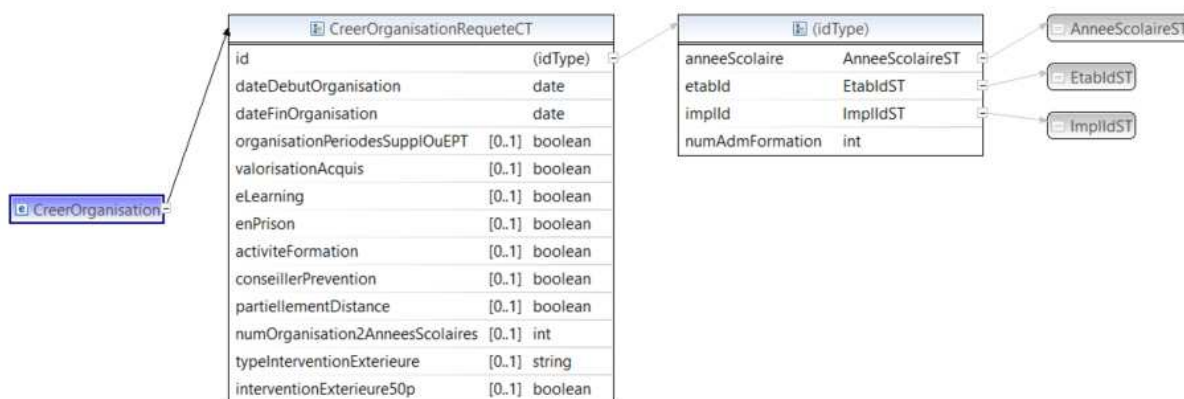 CreerOrganisation
CreerOrganisationRequeteCT
id (idType)
dateDebutOrganisation date
dateFinOrganisation date
organisationPeriodesSupplOuEPT [0..1] boolean
valorisationAcquis [0..1] boolean
eLearning [0..1] boolean
enPrison [0..1] boolean
activiteFormation [0..1] boolean
conseillerPrevention [0..1] boolean
partiellementDistance [0..1] boolean
numOrganisation2AnneesScolaires [0..1] int
typeInterventionExterieure [0..1] string
interventionExterieure50p [0..1] boolean
(idType)
anneeScolaire AnneeScolaireST
etabId EtabIdST
implId ImplIdST
numAdmFormation int
AnneeScolaireST
EtabIdST
ImplIdST